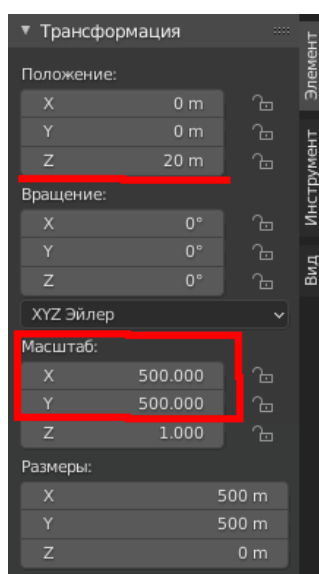 Трансформация
Положение:
X 0 m
Y 0 m
Z 20 m
Вращение:
X 0°
Y 0°
Z 0°
XYZ Эйлер
Масштаб:
X 500.000
Y 500.000
Z 1.000
Размеры:
X 500 m
Y 500 m
Z 0 m
Элемент
Инструмент
Вид